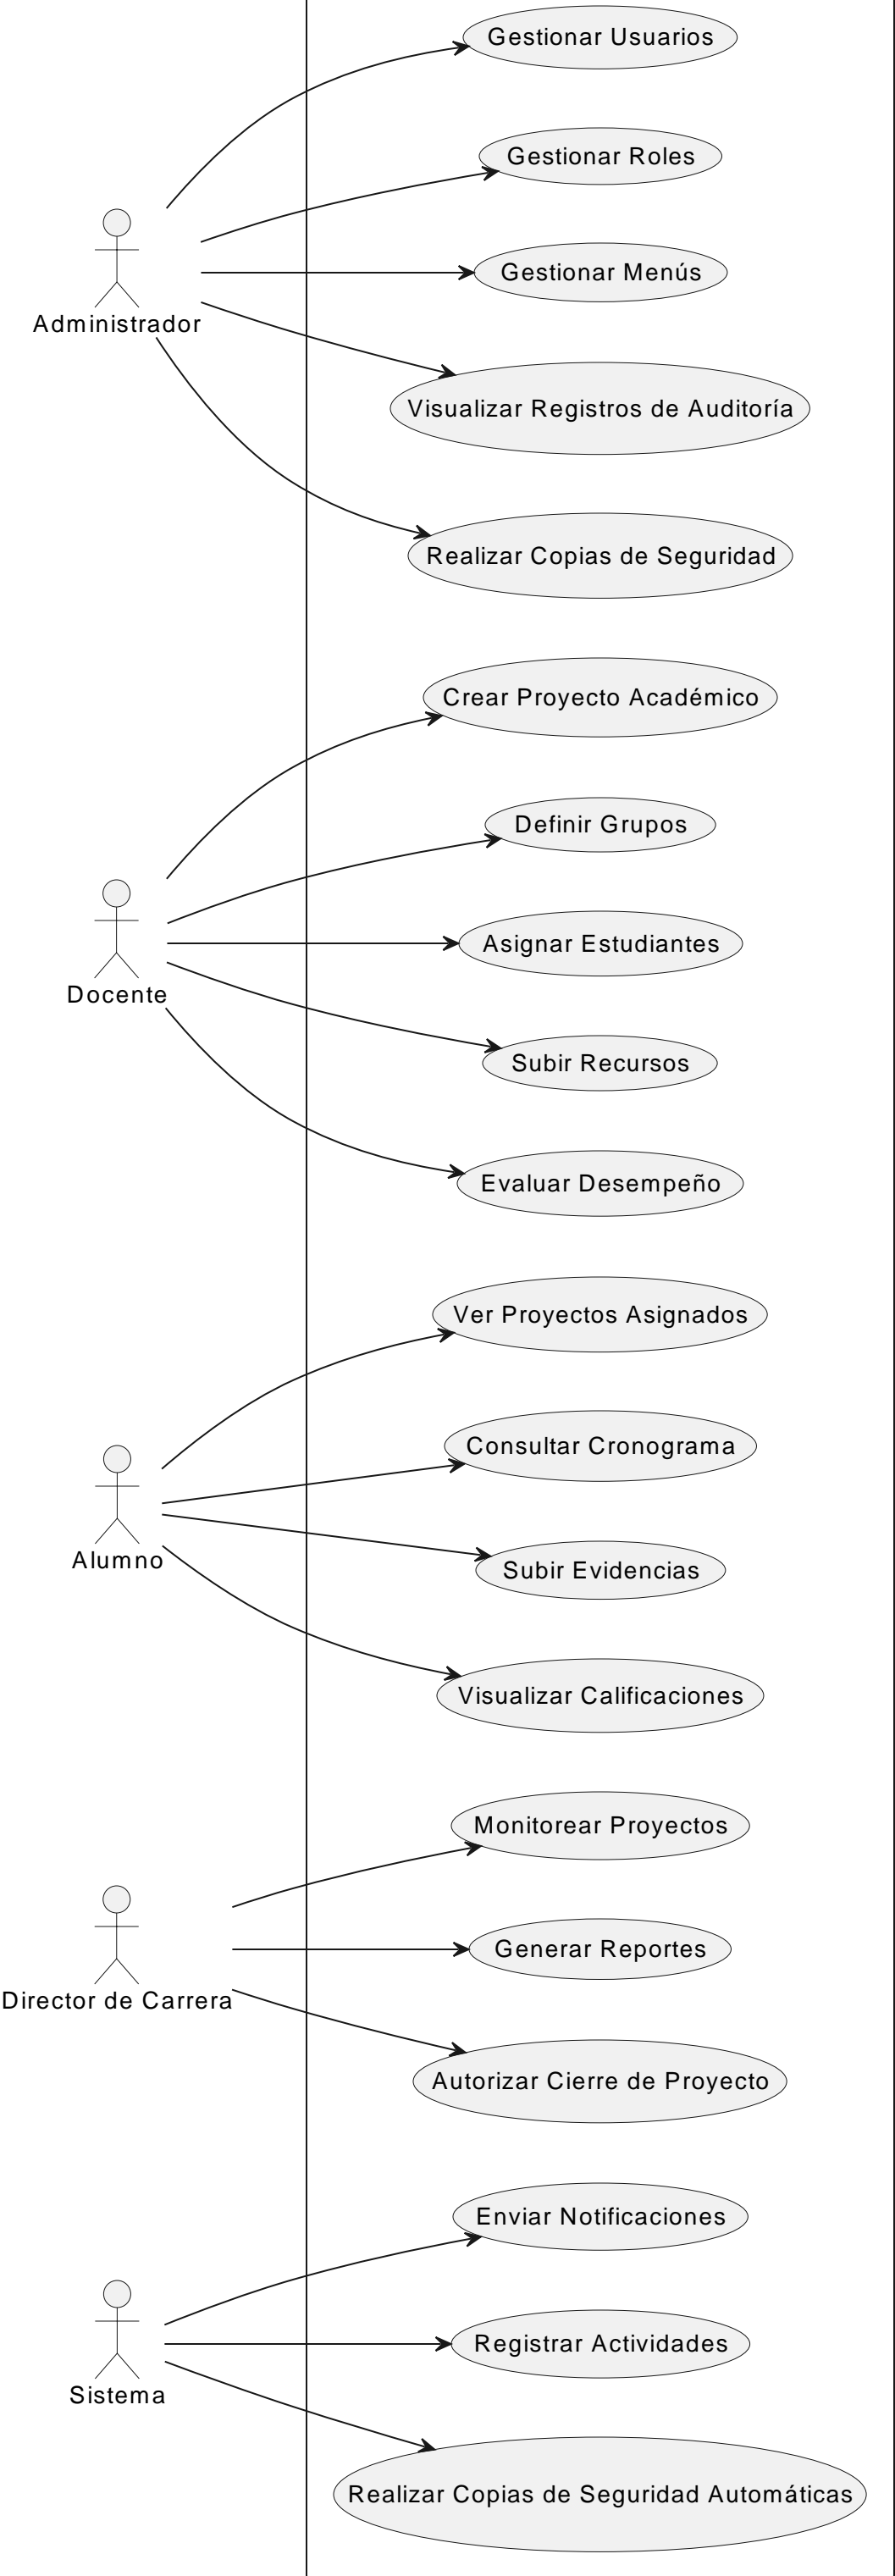 Gestionar Usuarios
Gestionar Roles
Gestionar Menús
Administrador
Visualizar Registros de Auditoría
Realizar Copias de Seguridad
Crear Proyecto Académico
Definir Grupos
Asignar Estudiantes
Docente
Subir Recursos
Evaluar Desempeño
Ver Proyectos Asignados
Consultar Cronograma
Alumno
Subir Evidencias
Visualizar Calificaciones
Monitorear Proyectos
Generar Reportes
Director de Carrera
Autorizar Cierre de Proyecto
Enviar Notificaciones
Registrar Actividades
Sistema
Realizar Copias de Seguridad Automáticas